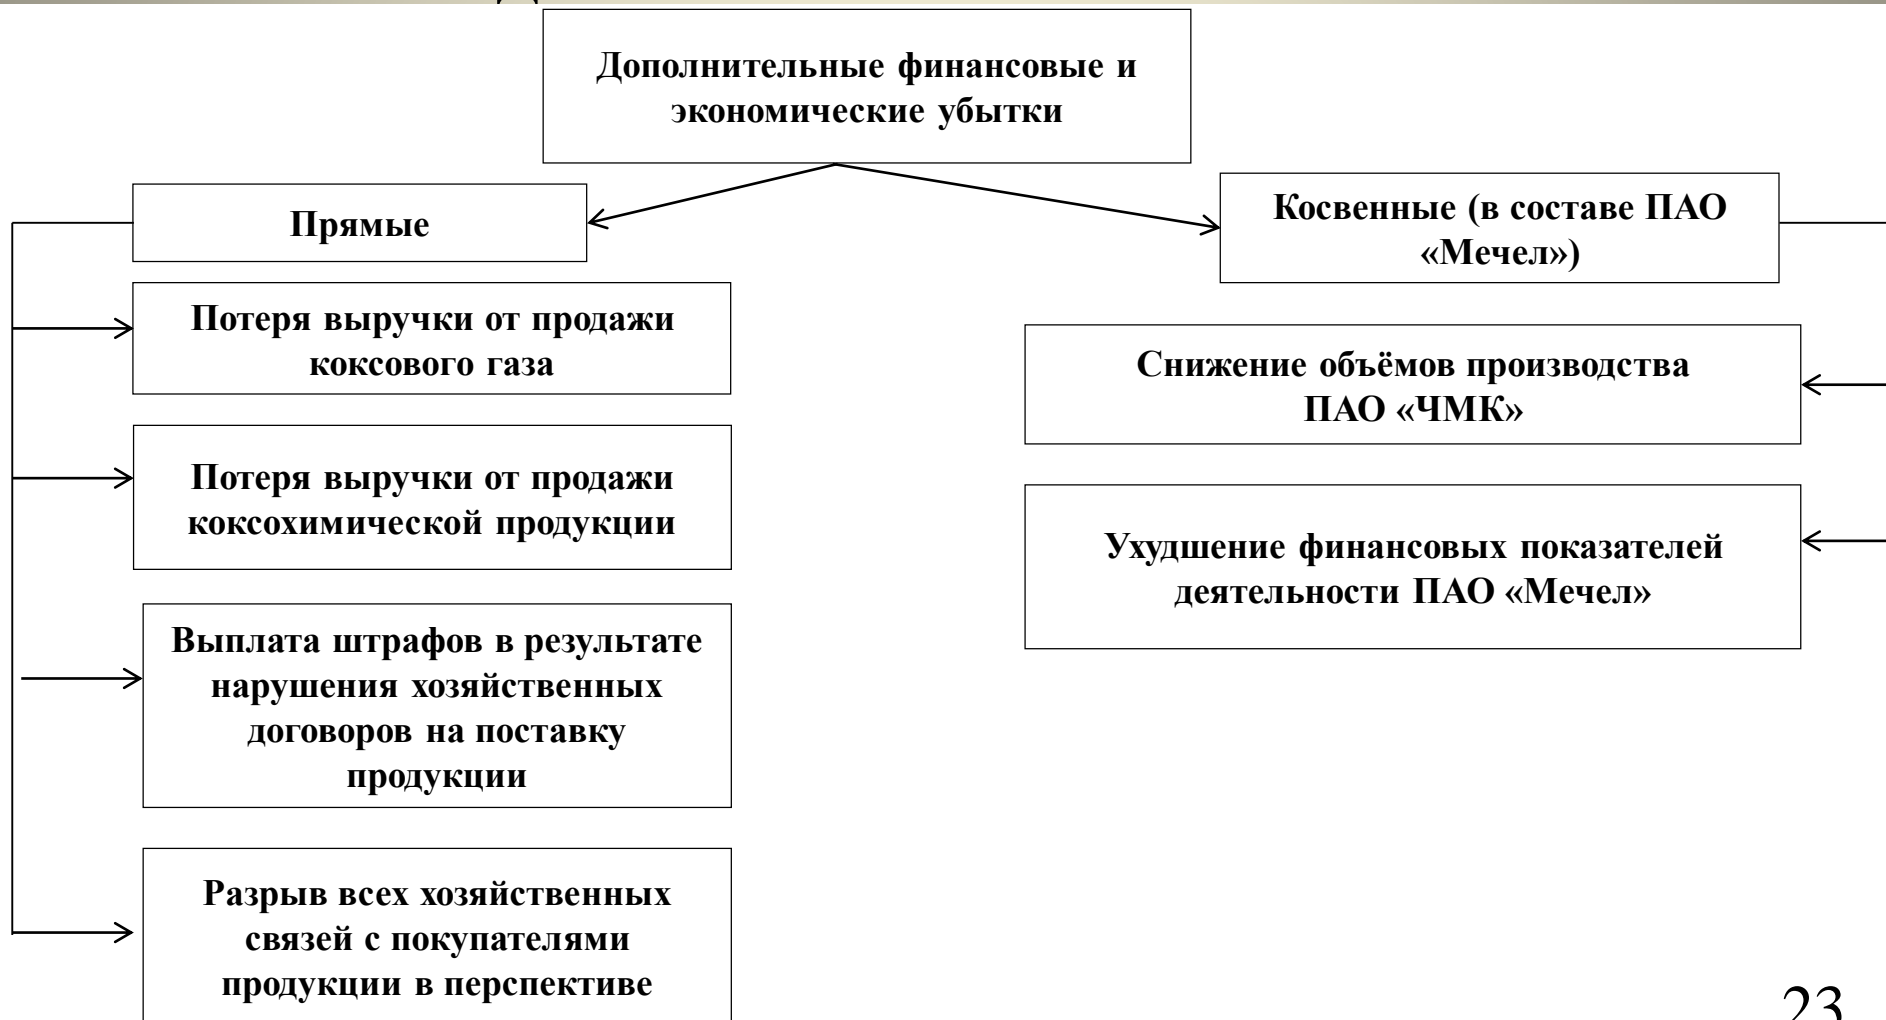 Дополнительные финансовые и
экономические убытки
Прямые
Косвенные (в составе ПАО
«Мечел»)
Потеря выручки от продажи
коксового газа
Потеря выручки от продажи
коксохимической продукции
Выплата штрафов в результате
нарушения хозяйственных
договоров на поставку
продукции
Разрыв всех хозяйственных
связей с покупателями
продукции в перспективе
Снижение объёмов производства
ПАО «ЧМК»
Ухудшение финансовых показателей
деятельности ПАО «Мечел»
23